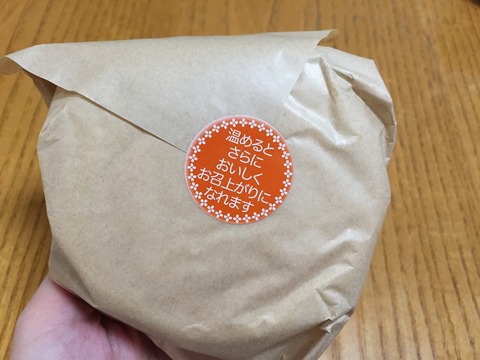 温めると
さらに
おいしく
お召上がりに
なれます